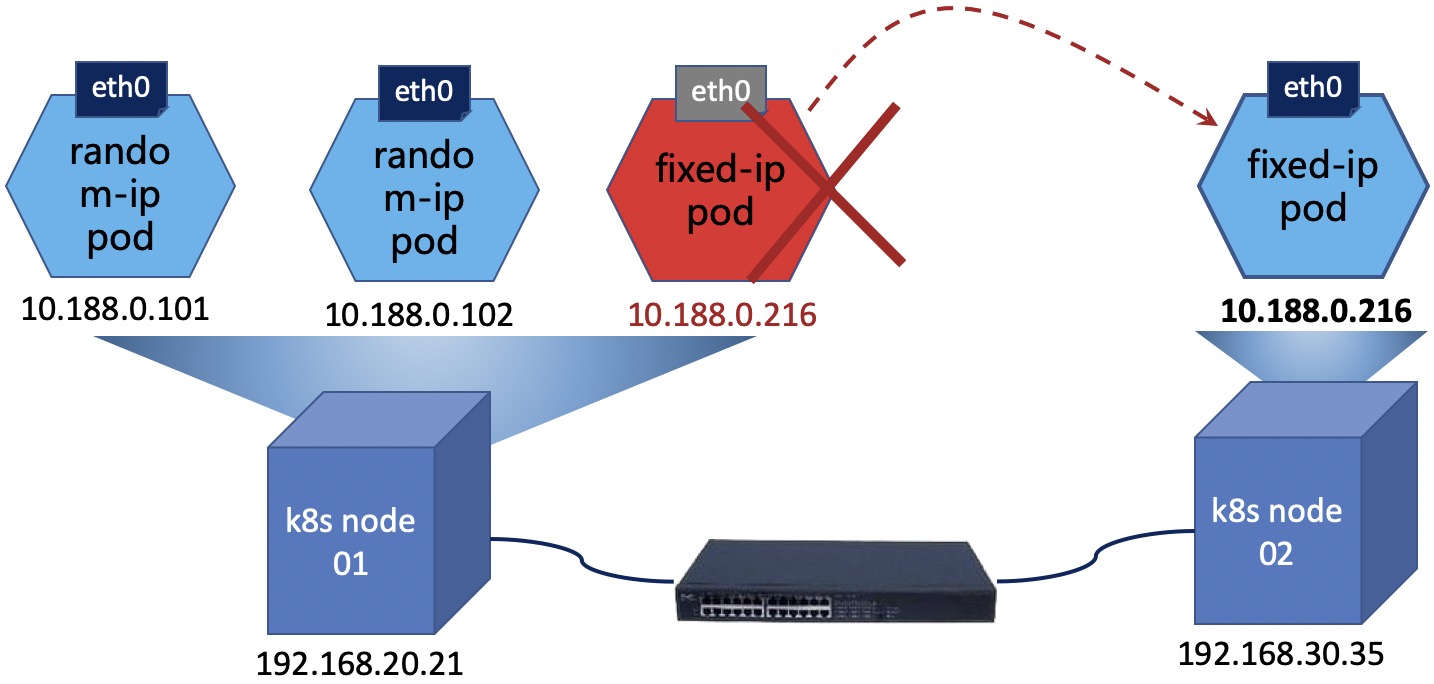 eth0
rando
m-ip
pod
10.188.0.101
eth0
rando
m-ip
pod
10.188.0.102
eth0
fixed-ip
pod
10.188.0.216
eth0
fixed-ip
pod
10.188.0.216
k8s node
01
192.168.20.21
k8s node
02
192.168.30.35